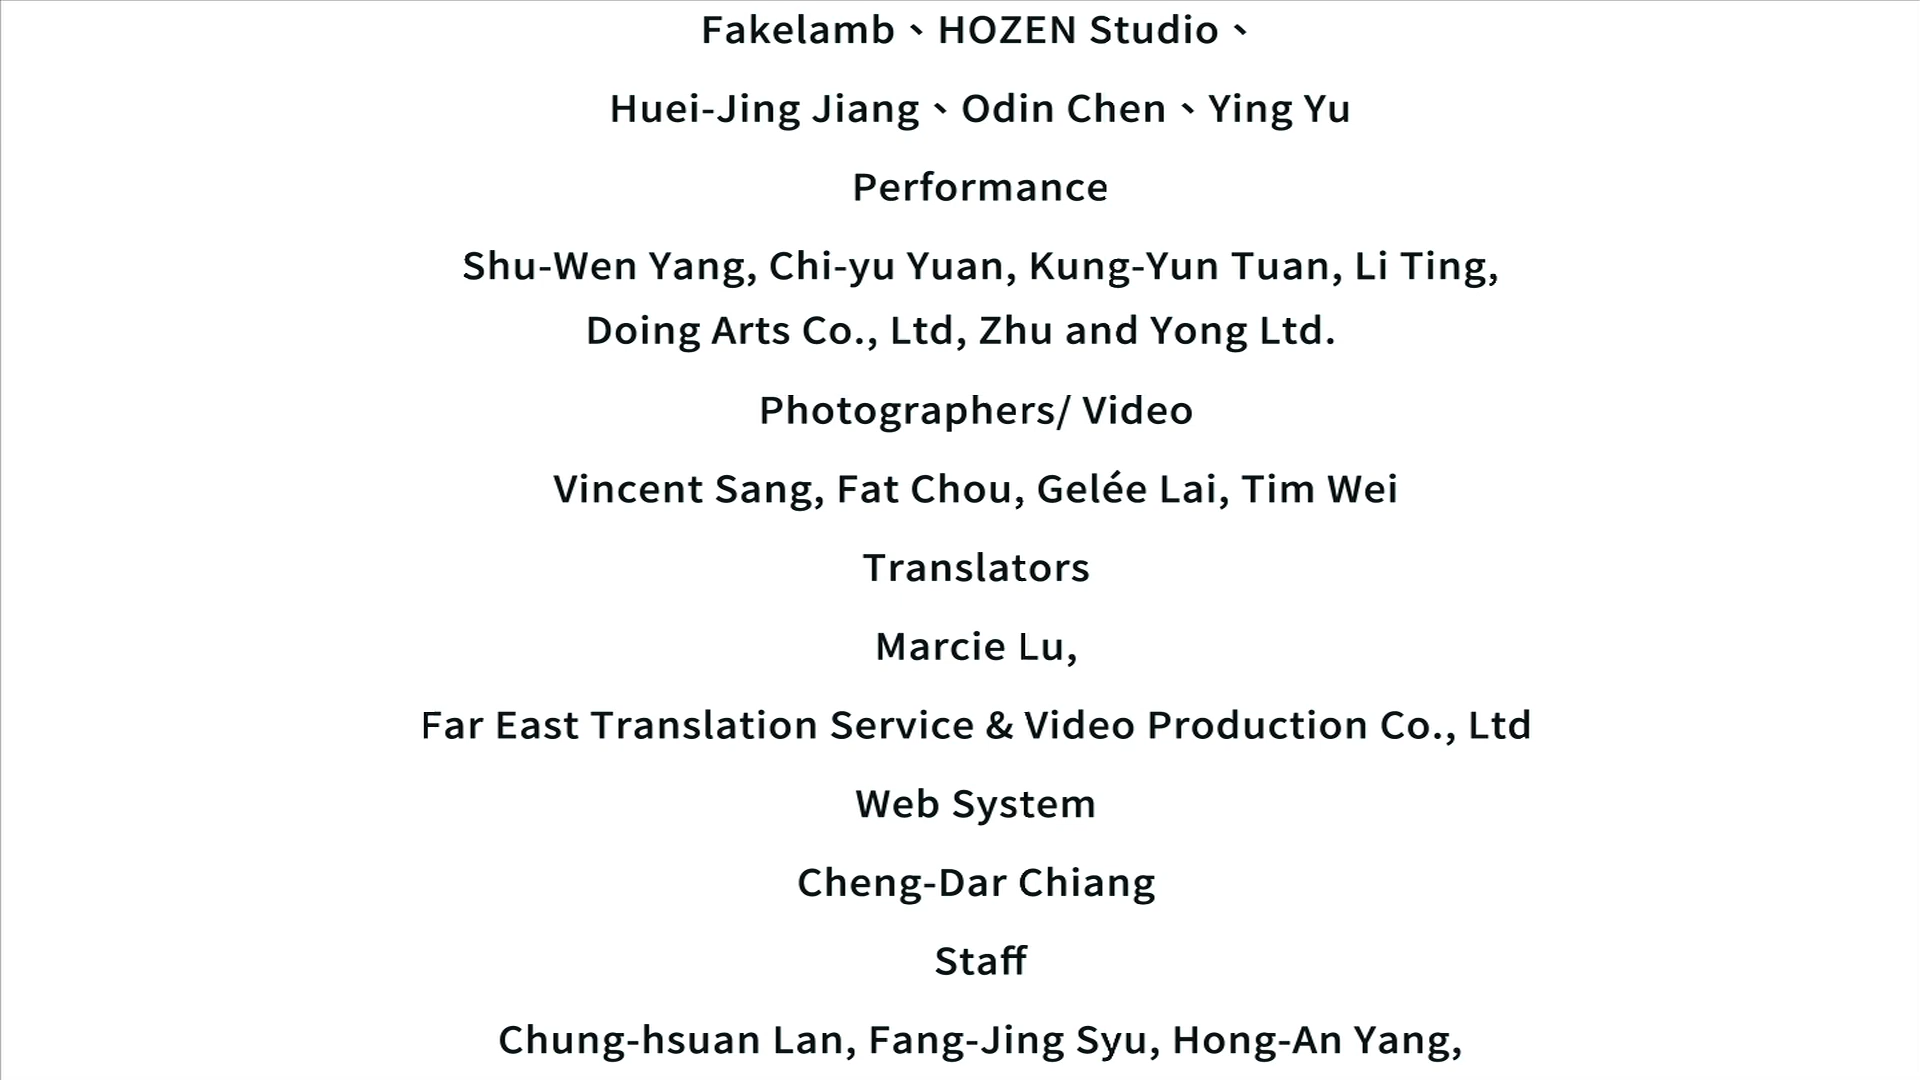 Fakelamb、HOZEN Studio、
Huei-Jing Jiang、Odin Chen、Ying Yu
Performance
Shu-Wen Yang, Chi-yu Yuan, Kung-Yun Tuan, Li Ting,
Doing Arts Co., Ltd, Zhu and Yong Ltd.
Photographers/ Video
Vincent Sang, Fat Chou, Gelée Lai, Tim Wei
Translators
Marcie Lu,
Far East Translation Service & Video Production Co., Ltd
Web System
Cheng-Dar Chiang
Staff
Chung-hsuan Lan, Fang-Jing Syu, Hong-An Yang,